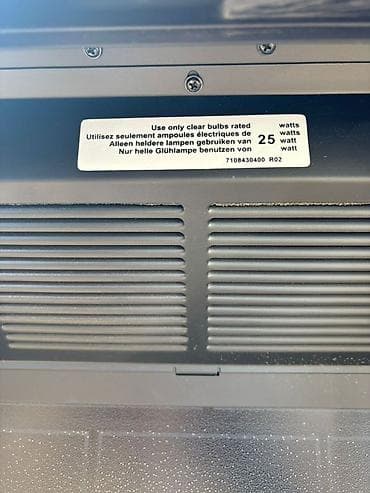 Use only clear bulbs rated watts
Utilisez seulement ampoules électriques de watts
Alleen heldere lampen gebruiken van 25 watt
Nur helle Glühlampe benutzen von watt
7108430400 R02